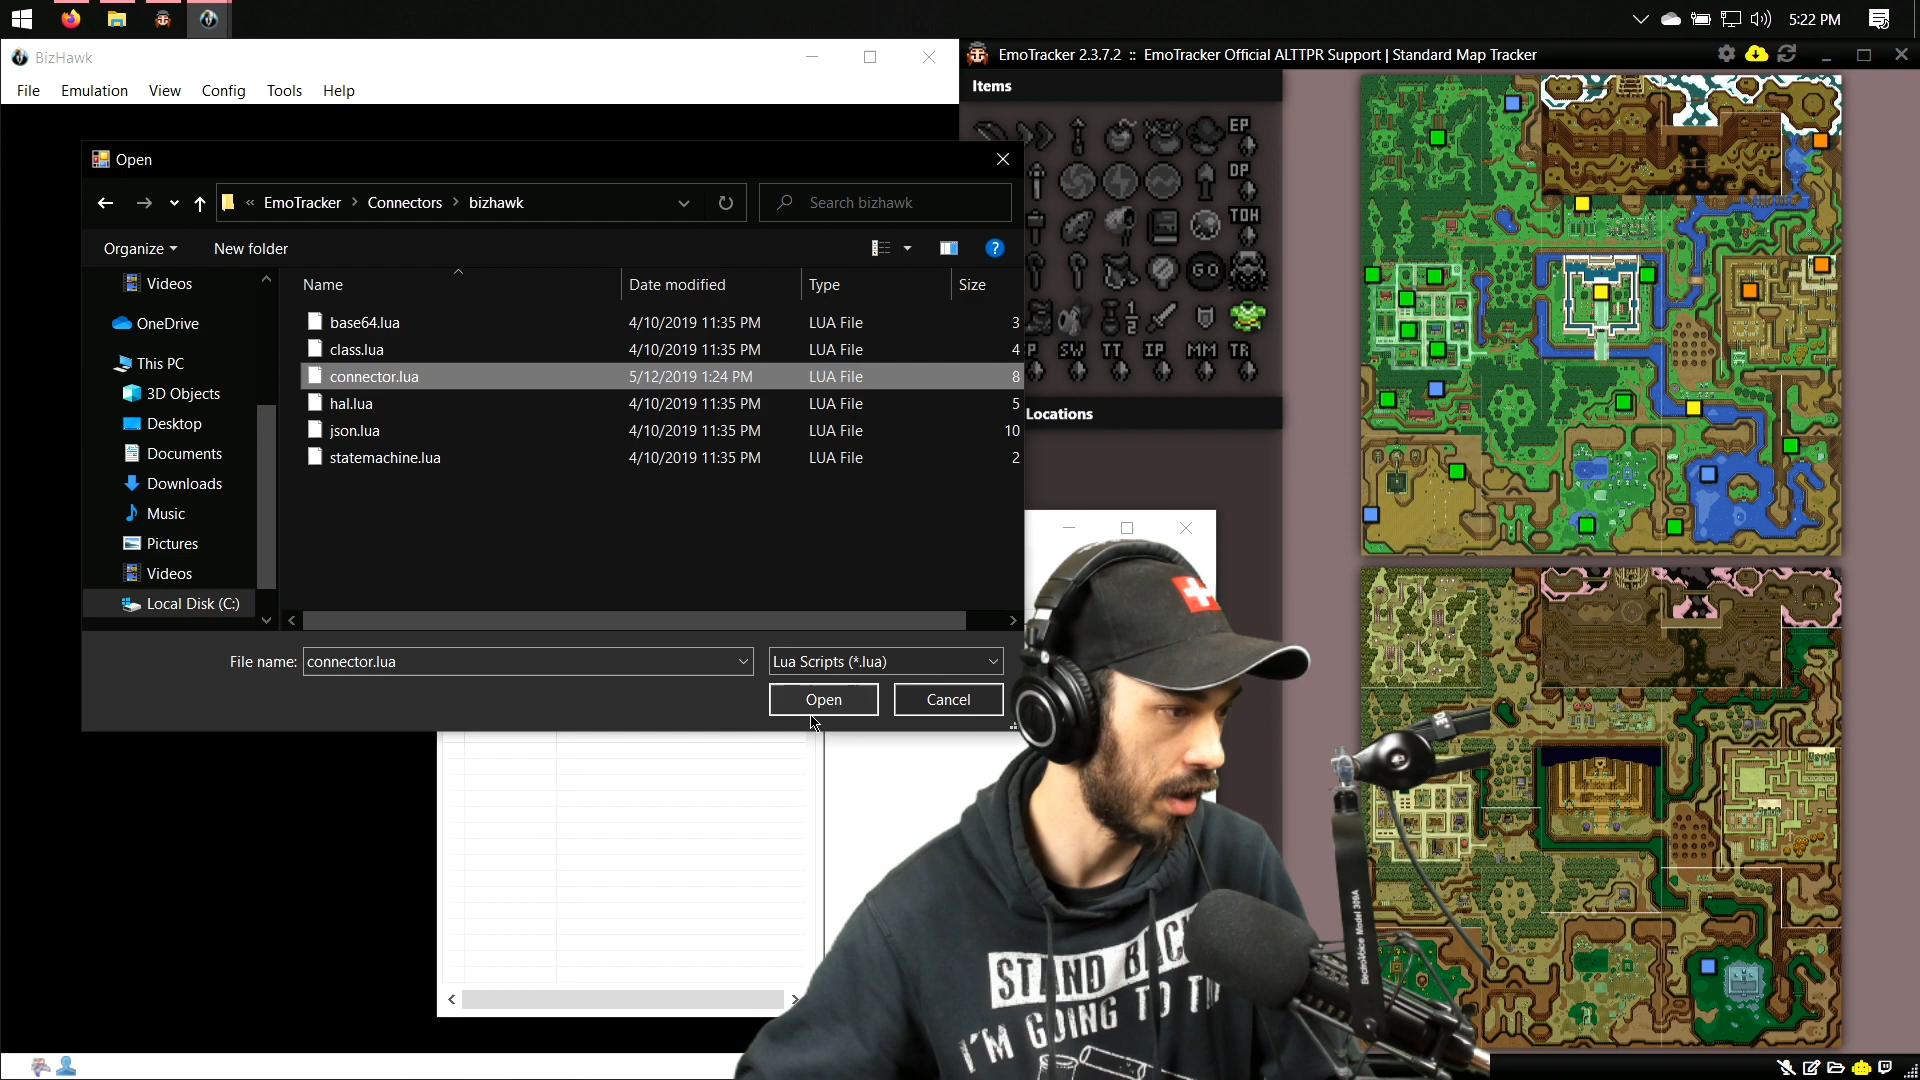 5:22 PM
BizHawk
File Emulation View Config Tools Help
EmoTracker 2.3.7.2 :: EmoTracker Official ALTTPR Support | Standard Map Tracker
Items
EP
DP
TOH
GO
1/2
P SW TT IP MM TR
Locations
Open
« EmoTracker > Connectors > bizhawk
Search bizhawk
Organize New folder
Videos
OneDrive
This PC
3D Objects
Desktop
Documents
Downloads
Music
Pictures
Videos
Local Disk (C:)
Name Date modified Type Size
base64.lua 4/10/2019 11:35 PM LUA File 3
class.lua 4/10/2019 11:35 PM LUA File 4
connector.lua 5/12/2019 1:24 PM LUA File 8
hal.lua 4/10/2019 11:35 PM LUA File 5
json.lua 4/10/2019 11:35 PM LUA File 10
statemachine.lua 4/10/2019 11:35 PM LUA File 2
File name: connector.lua Lua Scripts (*.lua)
Open Cancel
STAND BACK
I'M GOING TO
ElectroVoice Model 309A